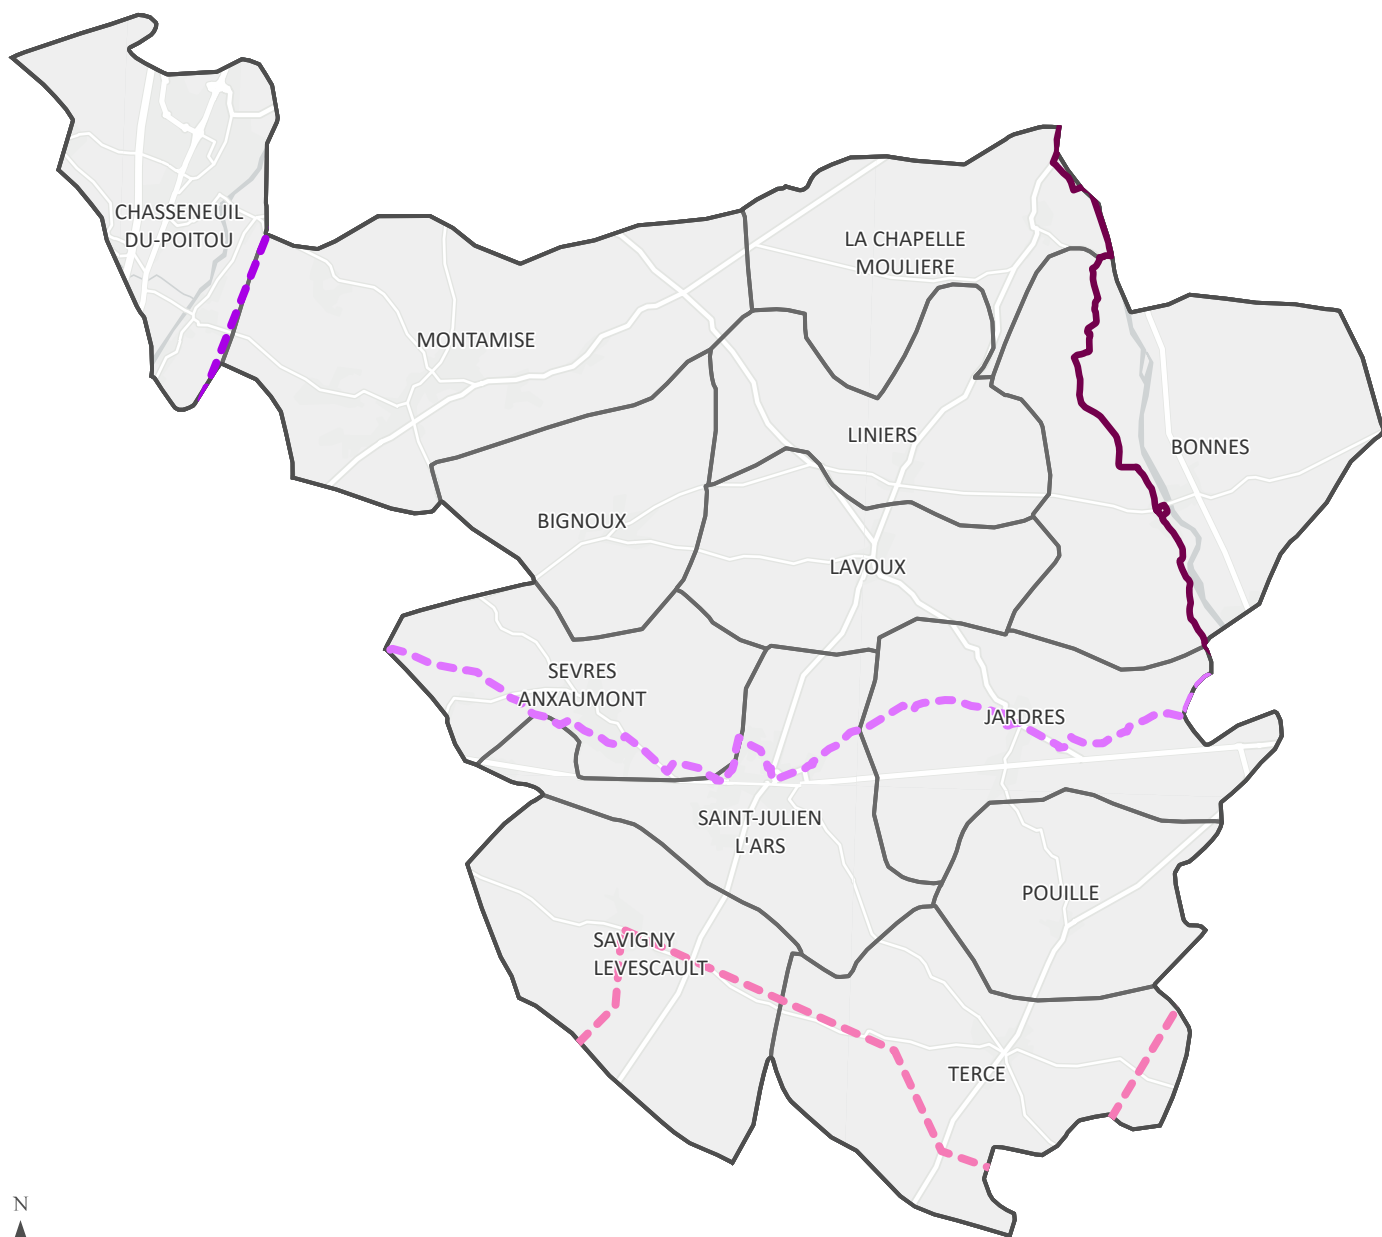 CHASSENEUIL
DU-POITOU
LA CHAPELLE
MOULIERE
MONTAMISE
LINIERS
BONNES
BIGNOUX
LAVOUX
SEVRES
ANXAUMONT
JARDRES
SAINT-JULIEN
L'ARS
POUILLE
SAVIGNY
LEVESCAULT
TERCE
N